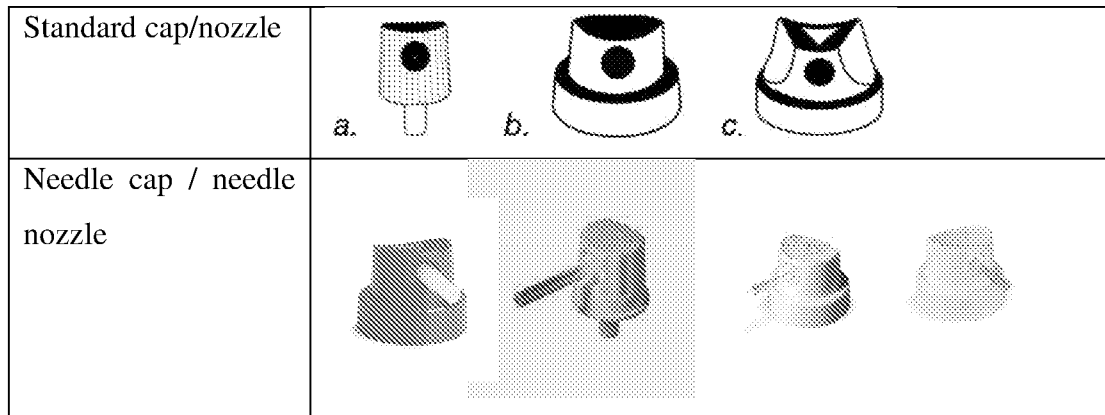 Standard cap/nozzle
a.
b.
c.
Needle cap / needle
nozzle